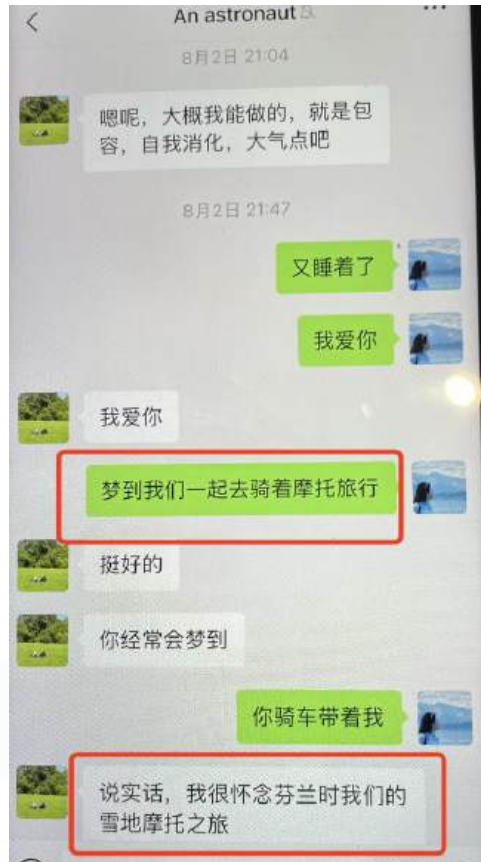 An astronaut
8月2日 21:04
嗯呢，大概我能做的，就是包
容，自我消化，大气点吧
8月2日 21:47
又睡着了
我爱你
我爱你
梦到我们一起去骑着摩托旅行
挺好的
你经常会梦到
你骑车带着我
说实话，我很怀念芬兰时我们的
雪地摩托之旅